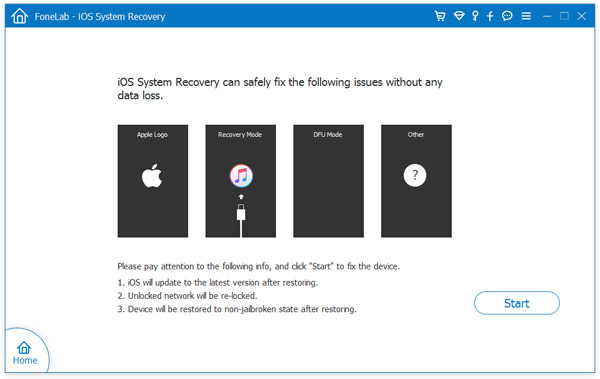 FoneLab - iOS System Recovery
iOS System Recovery can safely fix the following issues without any
data loss.
Apple Logo
Recovery Mode
DFU Mode
Other
?
Please pay attention to the following info, and click "Start" to fix the device.
1. iOS will update to the latest version after restoring.
2. Unlocked network will be re-locked.
3. Device will be restored to non-jailbroken state after restoring.
Start
Home